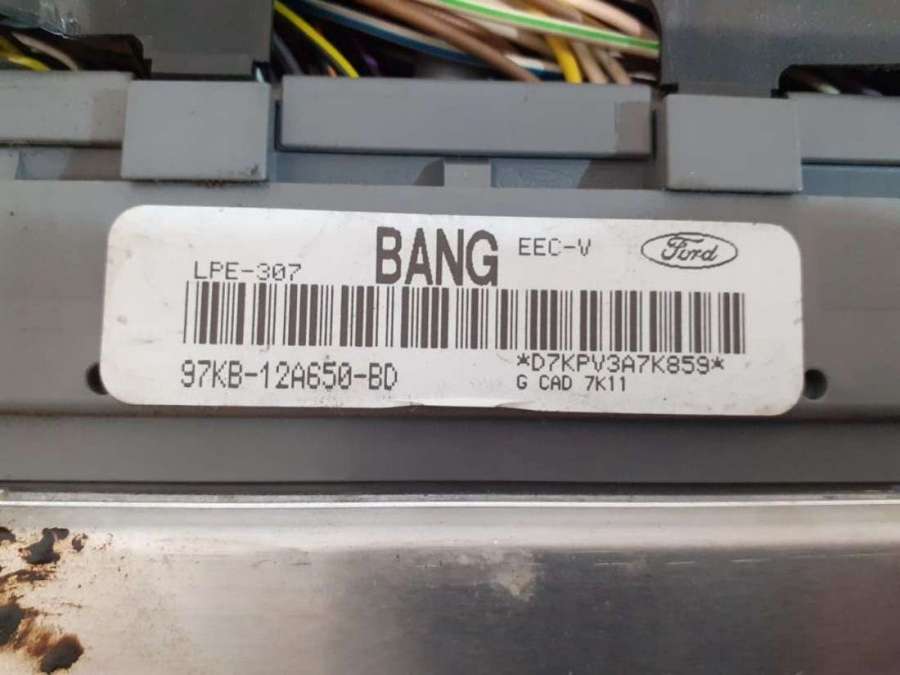 BANG EEC-V Ford
LPE-307
97KB-12A650-BD *D7KPV3A7K859*
G CAD 7K11